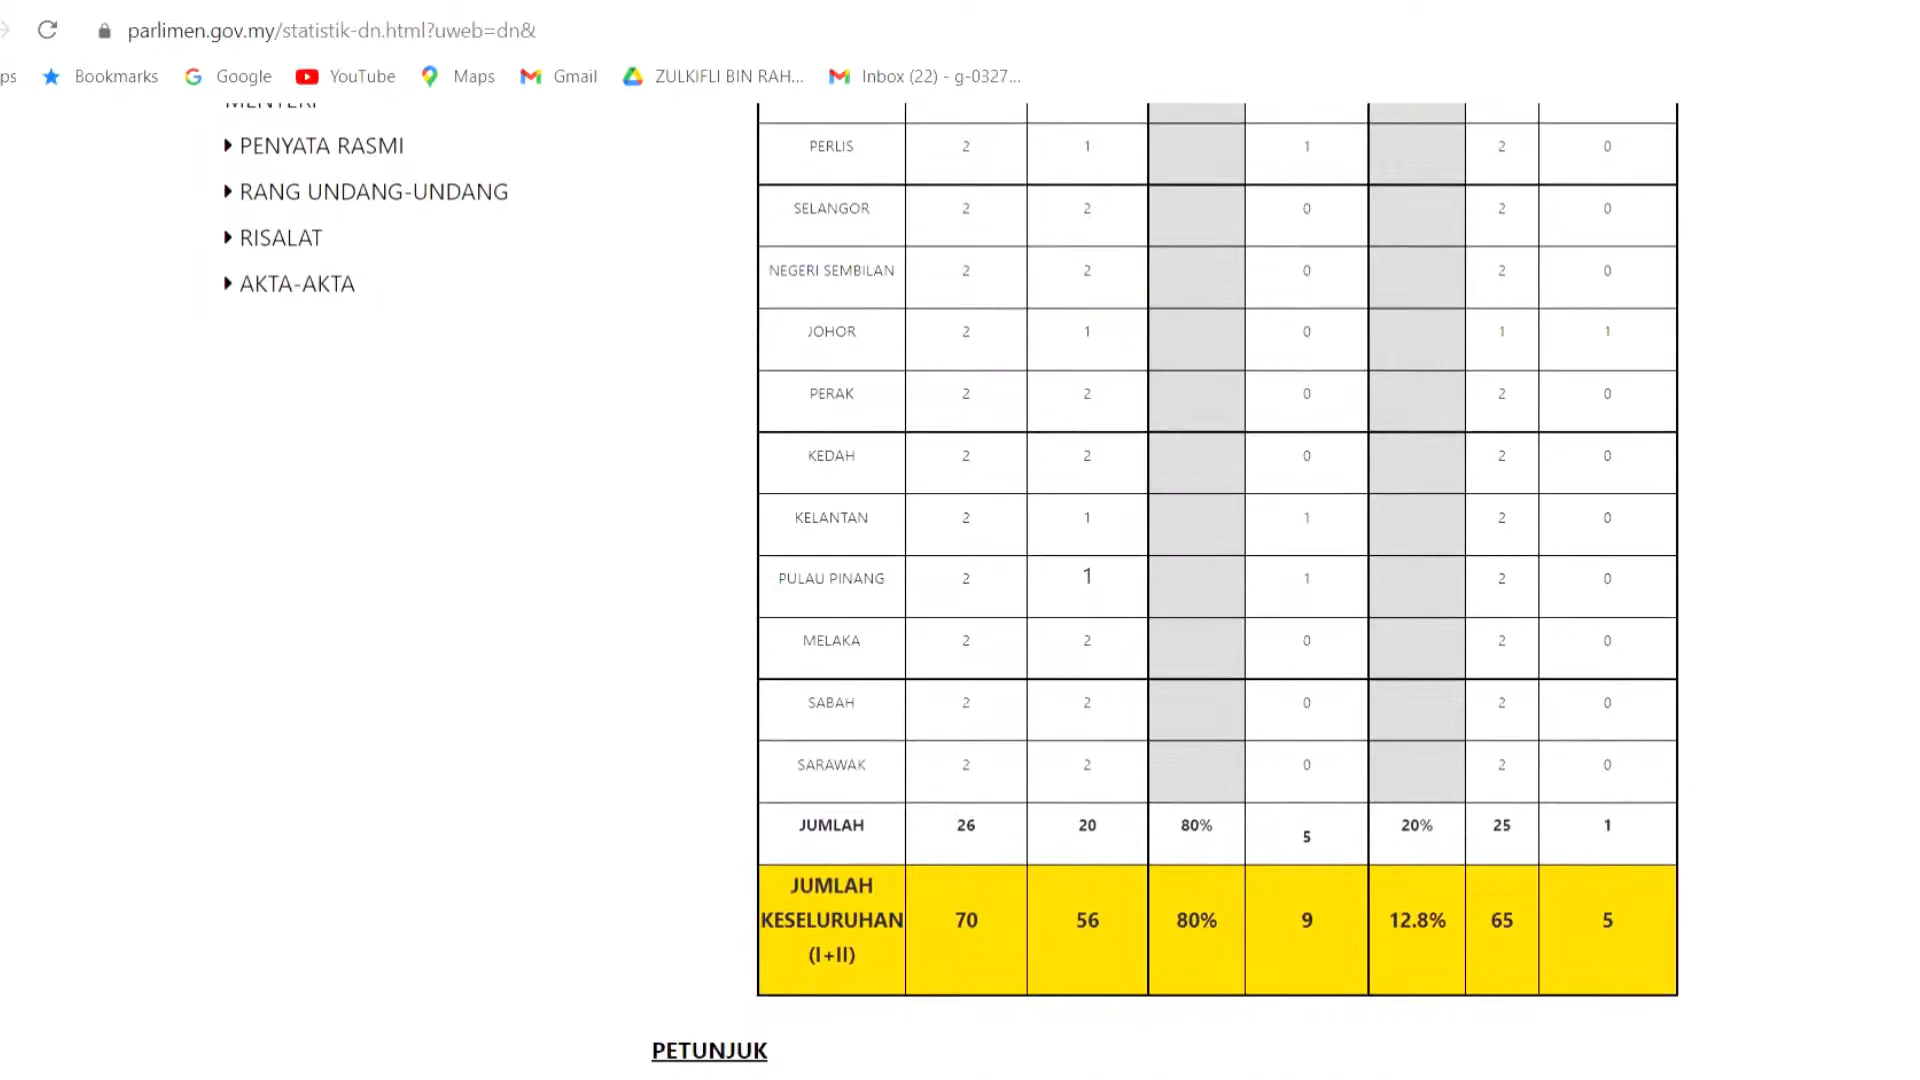 parlimen.gov.my/statistik-dn.html?uweb=dn&
ps Bookmarks Google YouTube Maps Gmail ZULKIFLI BIN RAH... Inbox (22) - g-0327...
MENTERI
PENYATA RASMI
RANG UNDANG-UNDANG
RISALAT
AKTA-AKTA
PERLIS 2 1 1 2 0
SELANGOR 2 2 0 2 0
NEGERI SEMBILAN 2 2 0 2 0
JOHOR 2 1 0 1 1
PERAK 2 2 0 2 0
KEDAH 2 2 0 2 0
KELANTAN 2 1 1 2 0
PULAU PINANG 2 1 1 2 0
MELAKA 2 2 0 2 0
SABAH 2 2 0 2 0
SARAWAK 2 2 0 2 0
JUMLAH 26 20 80% 5 20% 25 1
JUMLAH
KESELURUHAN 70 56 80% 9 12.8% 65 5
(I+II)
PETUNJUK